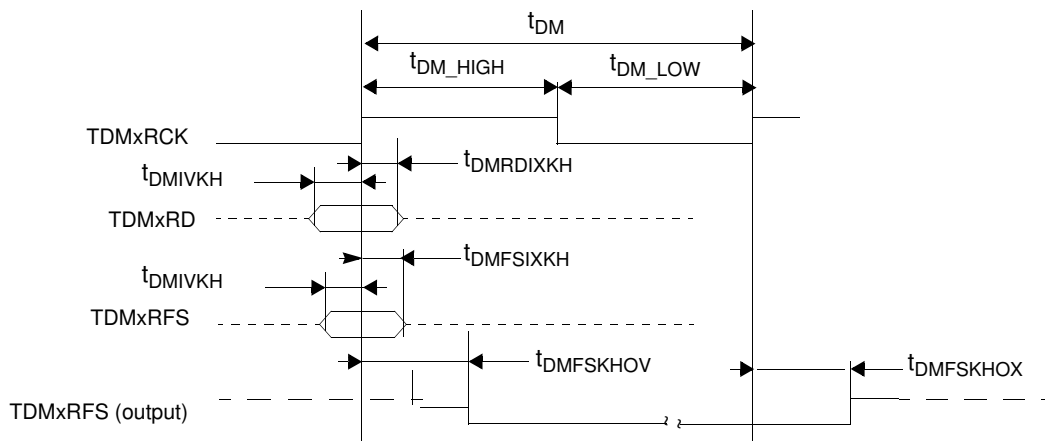 tDM
tDM_HIGH
tDM_LOW
TDMxRCK
tDMRDIXKH
tDMIVKH
TDMxRD
tDMFSIXKH
tDMIVKH
TDMxRFS
tDMFSKHOV
tDMFSKHOX
TDMxRFS (output)